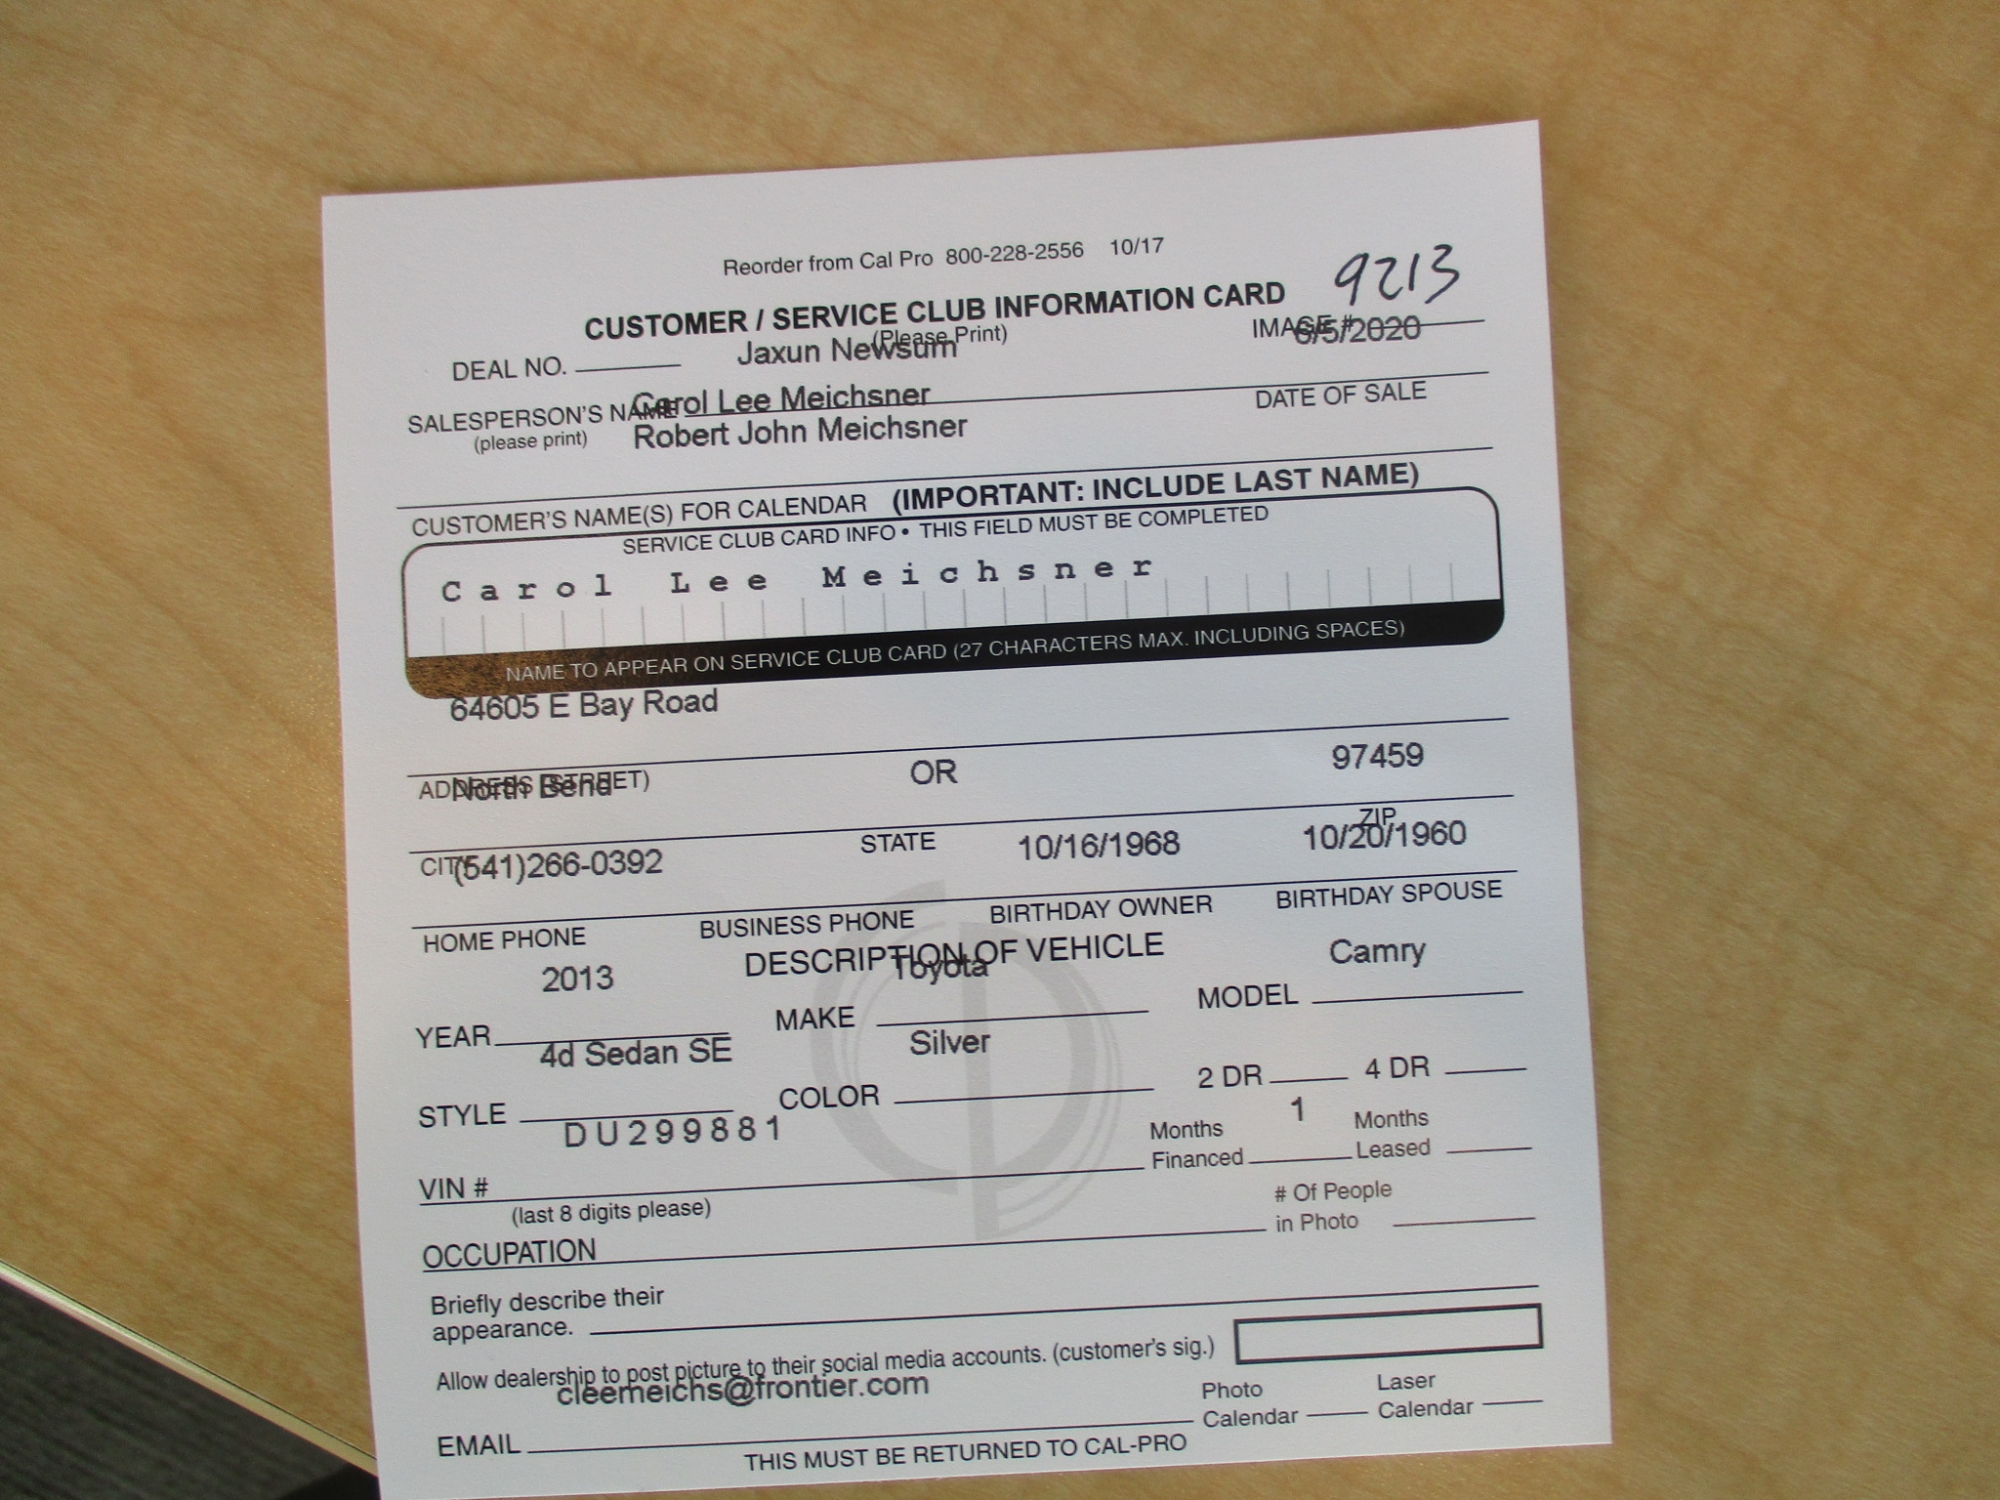 Reorder from Cal Pro 800-228-2556 10/17
CUSTOMER / SERVICE CLUB INFORMATION CARD 9213
(Please Print) IMAGE # 6/5/2020
DEAL NO. Jaxun Newsum
SALESPERSON'S NAME Carol Lee Meichsner DATE OF SALE
(please print) Robert John Meichsner
CUSTOMER'S NAME(S) FOR CALENDAR (IMPORTANT: INCLUDE LAST NAME)
SERVICE CLUB CARD INFO • THIS FIELD MUST BE COMPLETED
Carol Lee Meichsner
NAME TO APPEAR ON SERVICE CLUB CARD (27 CHARACTERS MAX. INCLUDING SPACES)
64605 E Bay Road
ADDRESS (STREET)
North Bend OR 97459
CITY STATE ZIP
(541)266-0392 10/16/1968 10/20/1960
HOME PHONE BUSINESS PHONE BIRTHDAY OWNER BIRTHDAY SPOUSE
DESCRIPTION OF VEHICLE
2013 Toyota Camry
YEAR MAKE MODEL
4d Sedan SE Silver
STYLE COLOR 2 DR 4 DR
DU299881 1
VIN # Months Financed Months Leased
(last 8 digits please)
OCCUPATION # Of People in Photo
Briefly describe their
appearance.
Allow dealership to post picture to their social media accounts. (customer's sig.)
cleemeichs@frontier.com
EMAIL Photo Calendar Laser Calendar
THIS MUST BE RETURNED TO CAL-PRO